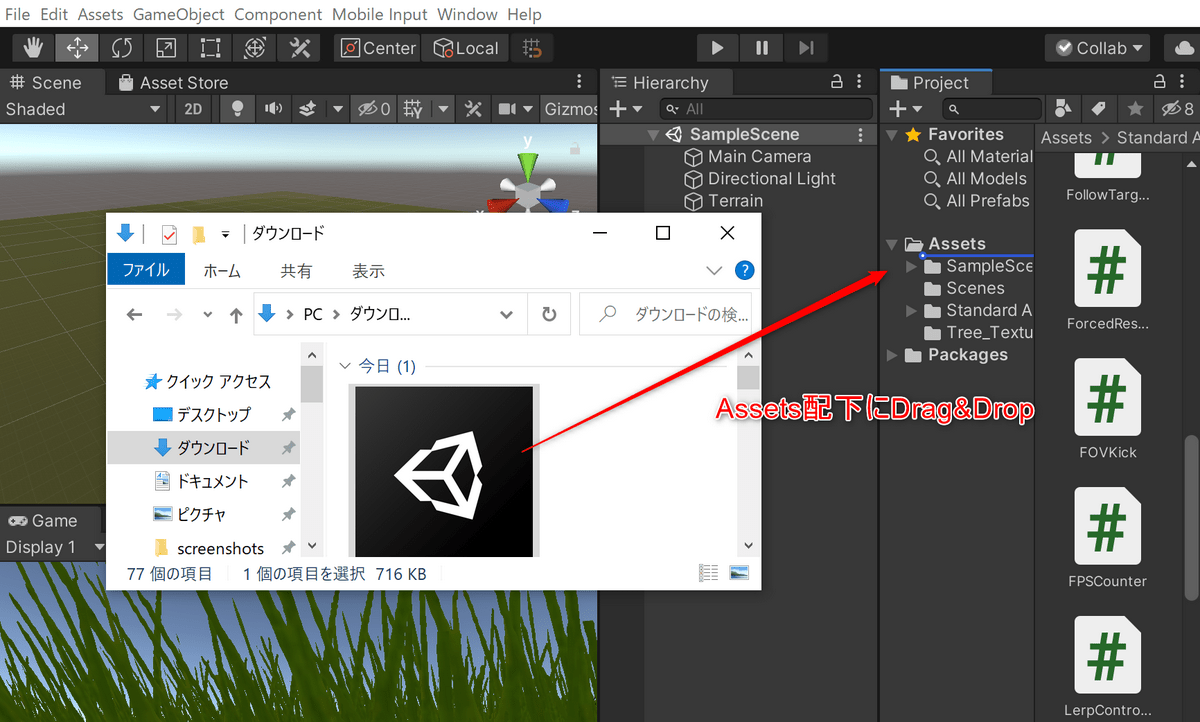 File Edit Assets GameObject Component Mobile Input Window Help
Center Local Collab
Scene Asset Store
Shaded 2D 0 Gizmos
Hierarchy
All
SampleScene
Main Camera
Directional Light
Terrain
Project
8
Favorites
All Material
All Models
All Prefabs
Assets
SampleSce
Scenes
Standard A
Tree_Textu
Packages
Assets > Standard A
FollowTarg...
ForcedRes...
FOVKick
FPSCounter
LerpContro...
y
ダウンロード
ファイル ホーム 共有 表示
PC > ダウンロ...
ダウンロードの検...
クイック アクセス
デスクトップ
ダウンロード
ドキュメント
ピクチャ
screenshots
今日 (1)
77 個の項目 1 個の項目を選択 716 KB
Assets配下にDrag&Drop
Game
Display 1